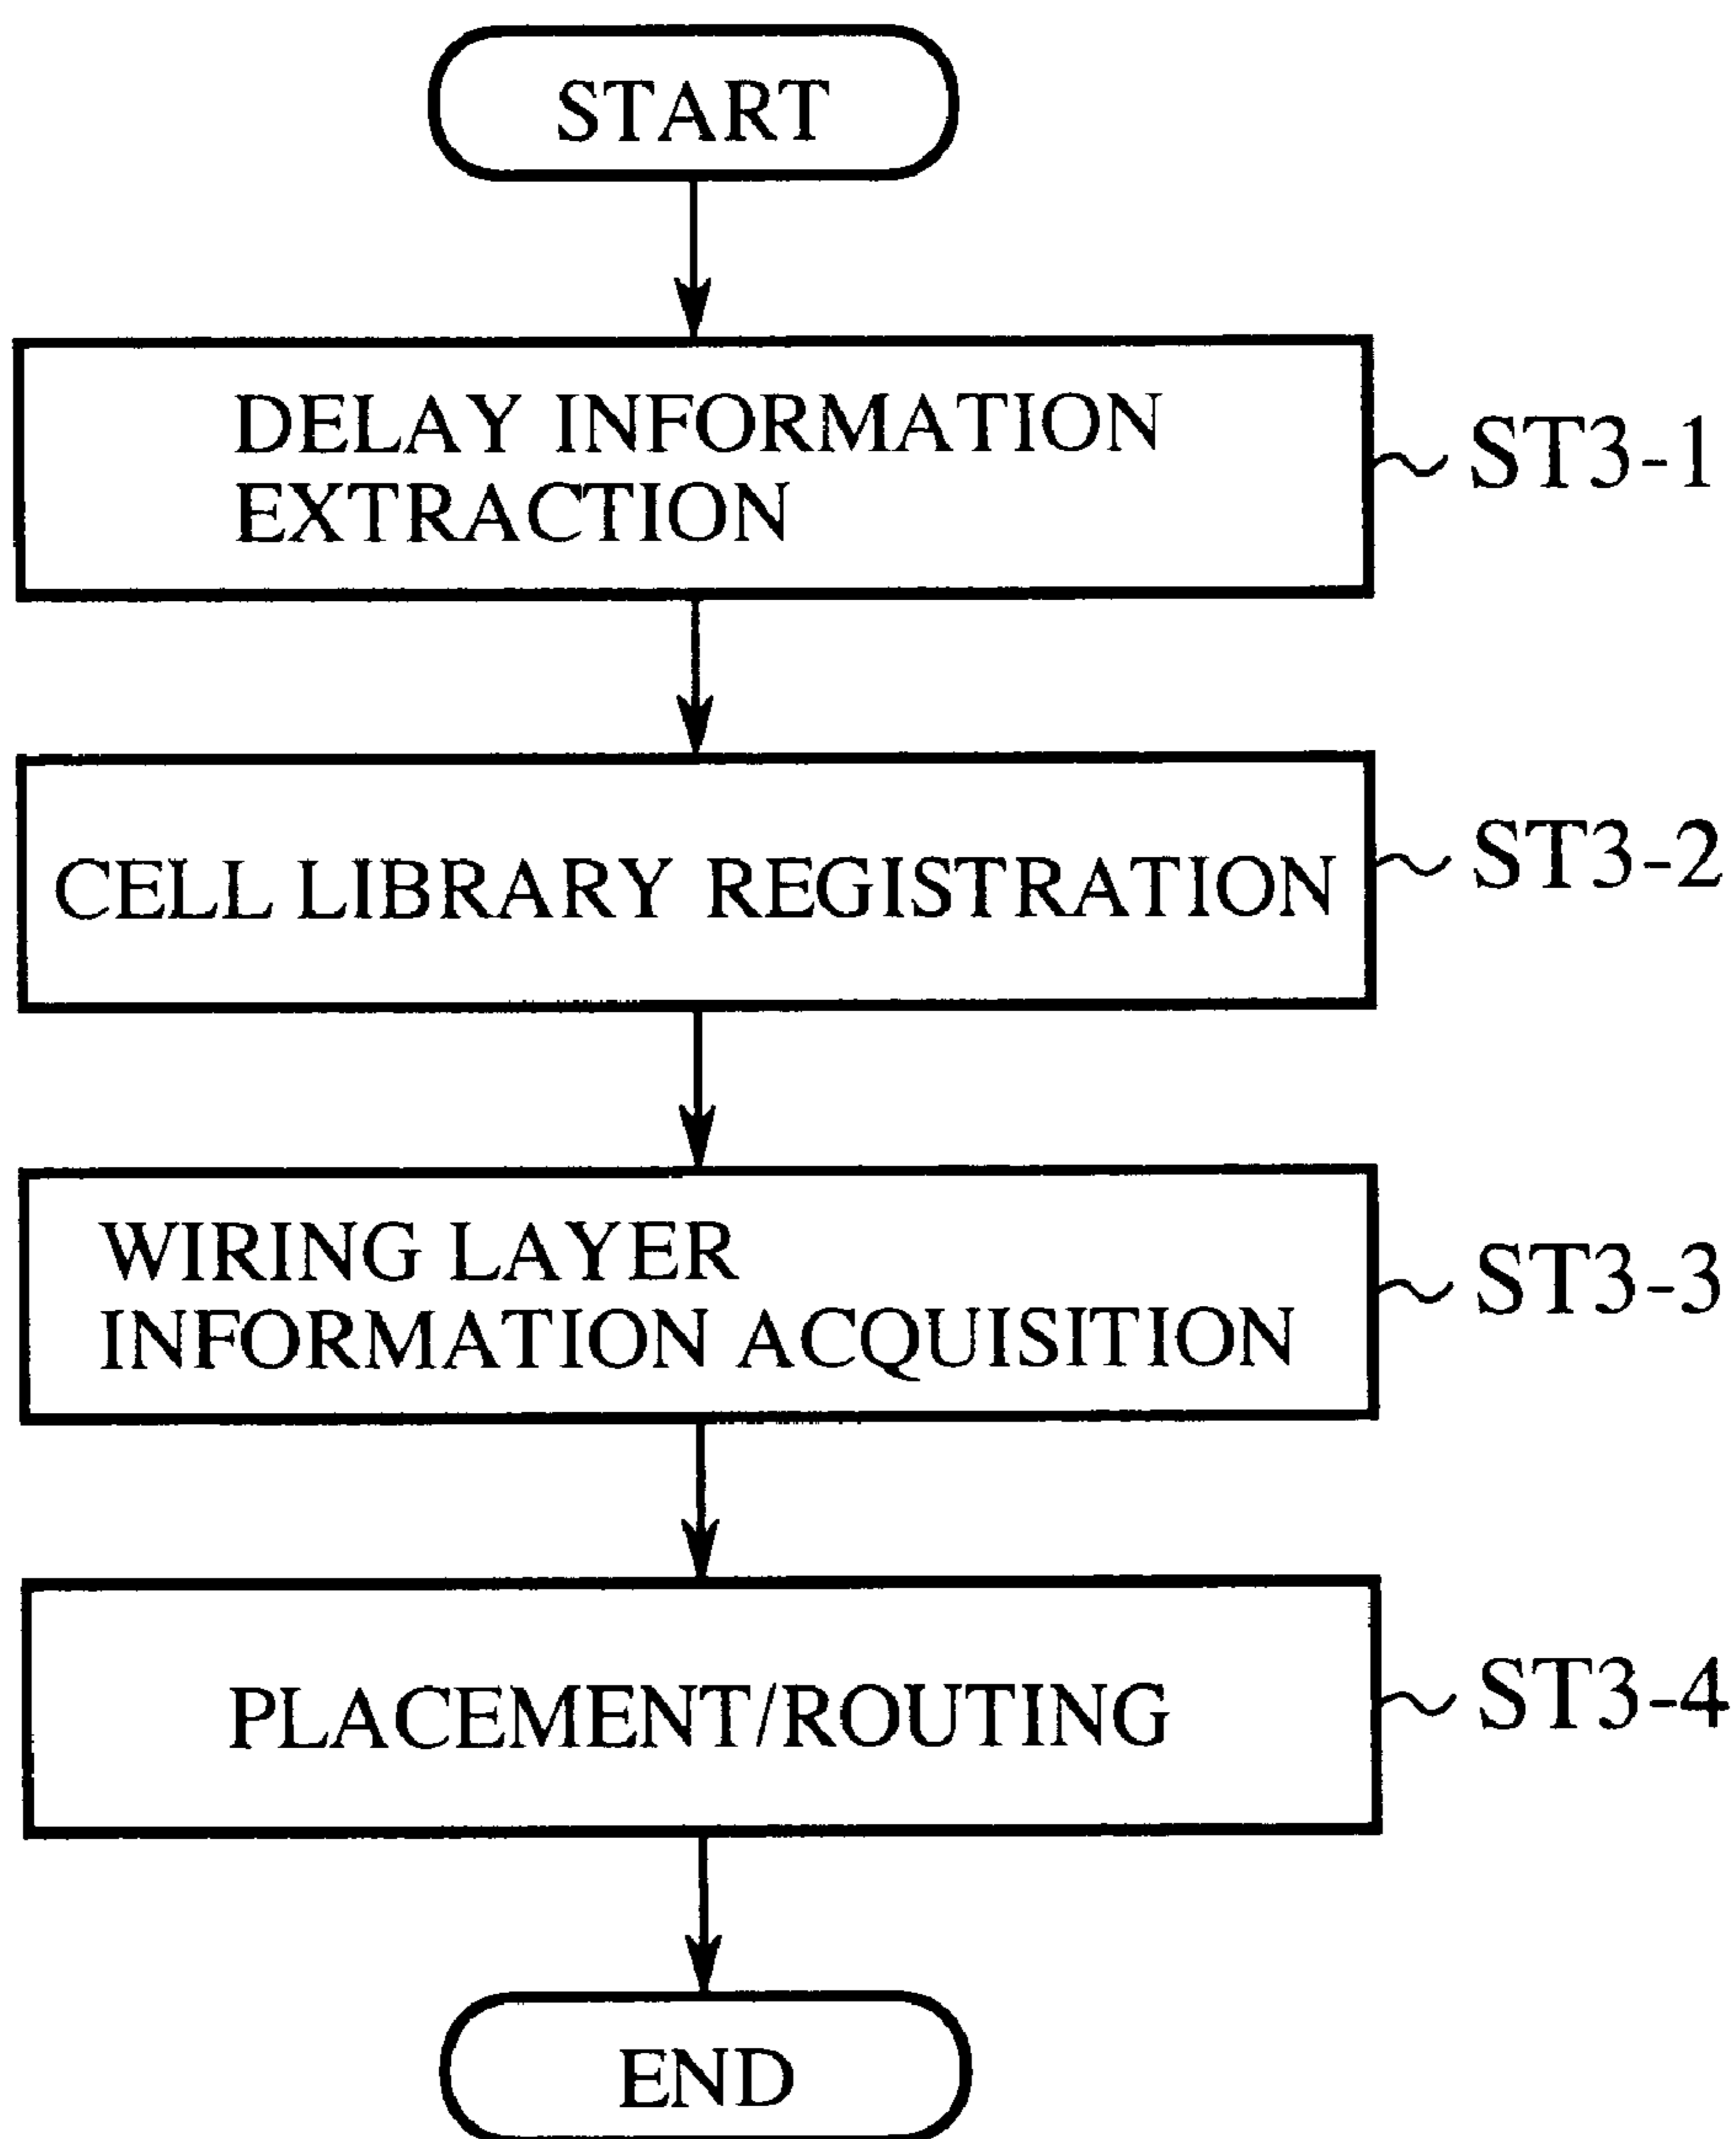 START
DELAY INFORMATION
EXTRACTION
ST3-1
CELL LIBRARY REGISTRATION
ST3-2
WIRING LAYER
INFORMATION ACQUISITION
ST3-3
PLACEMENT/ROUTING
ST3-4
END